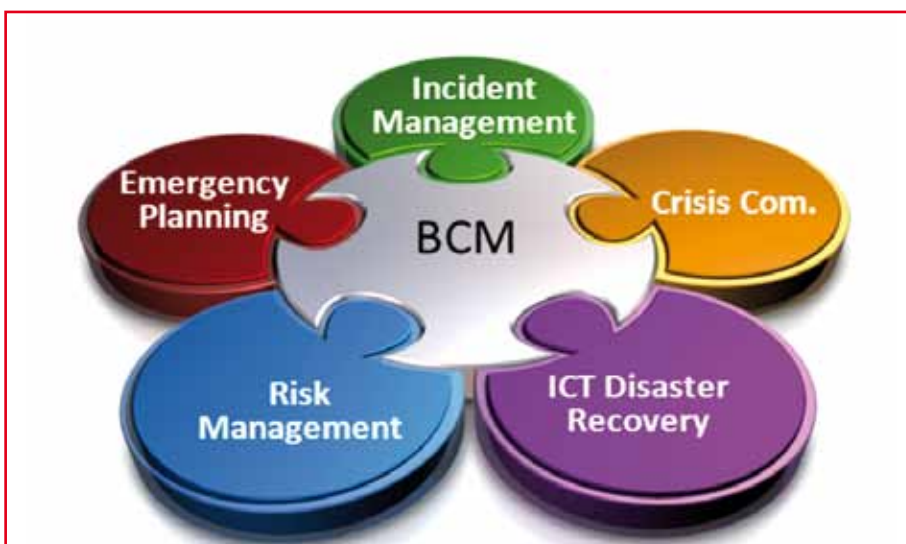 Incident
Management
Emergency
Planning
Crisis Com.
BCM
Risk
Management
ICT Disaster
Recovery